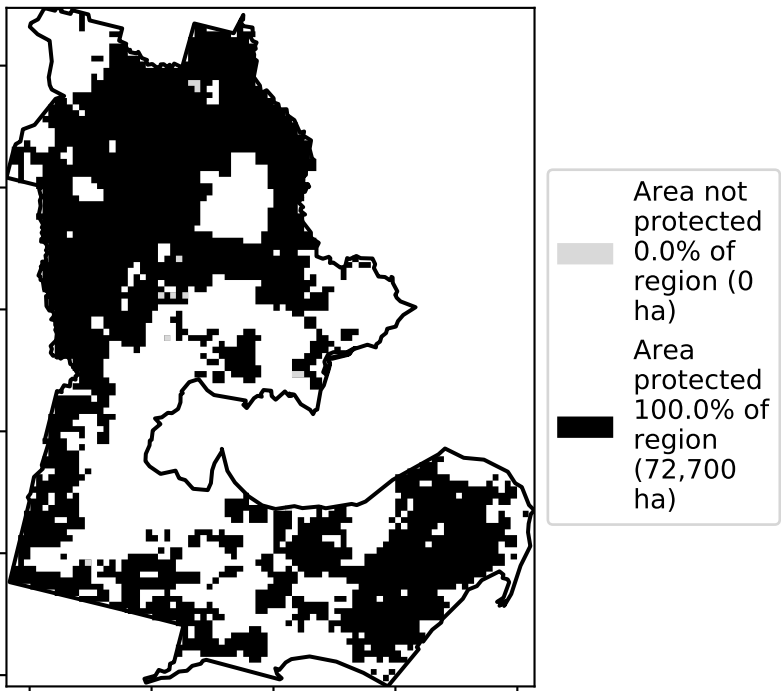 Area not
protected
0.0% of
region (0
ha)
Area
protected
100.0% of
region
(72,700
ha)